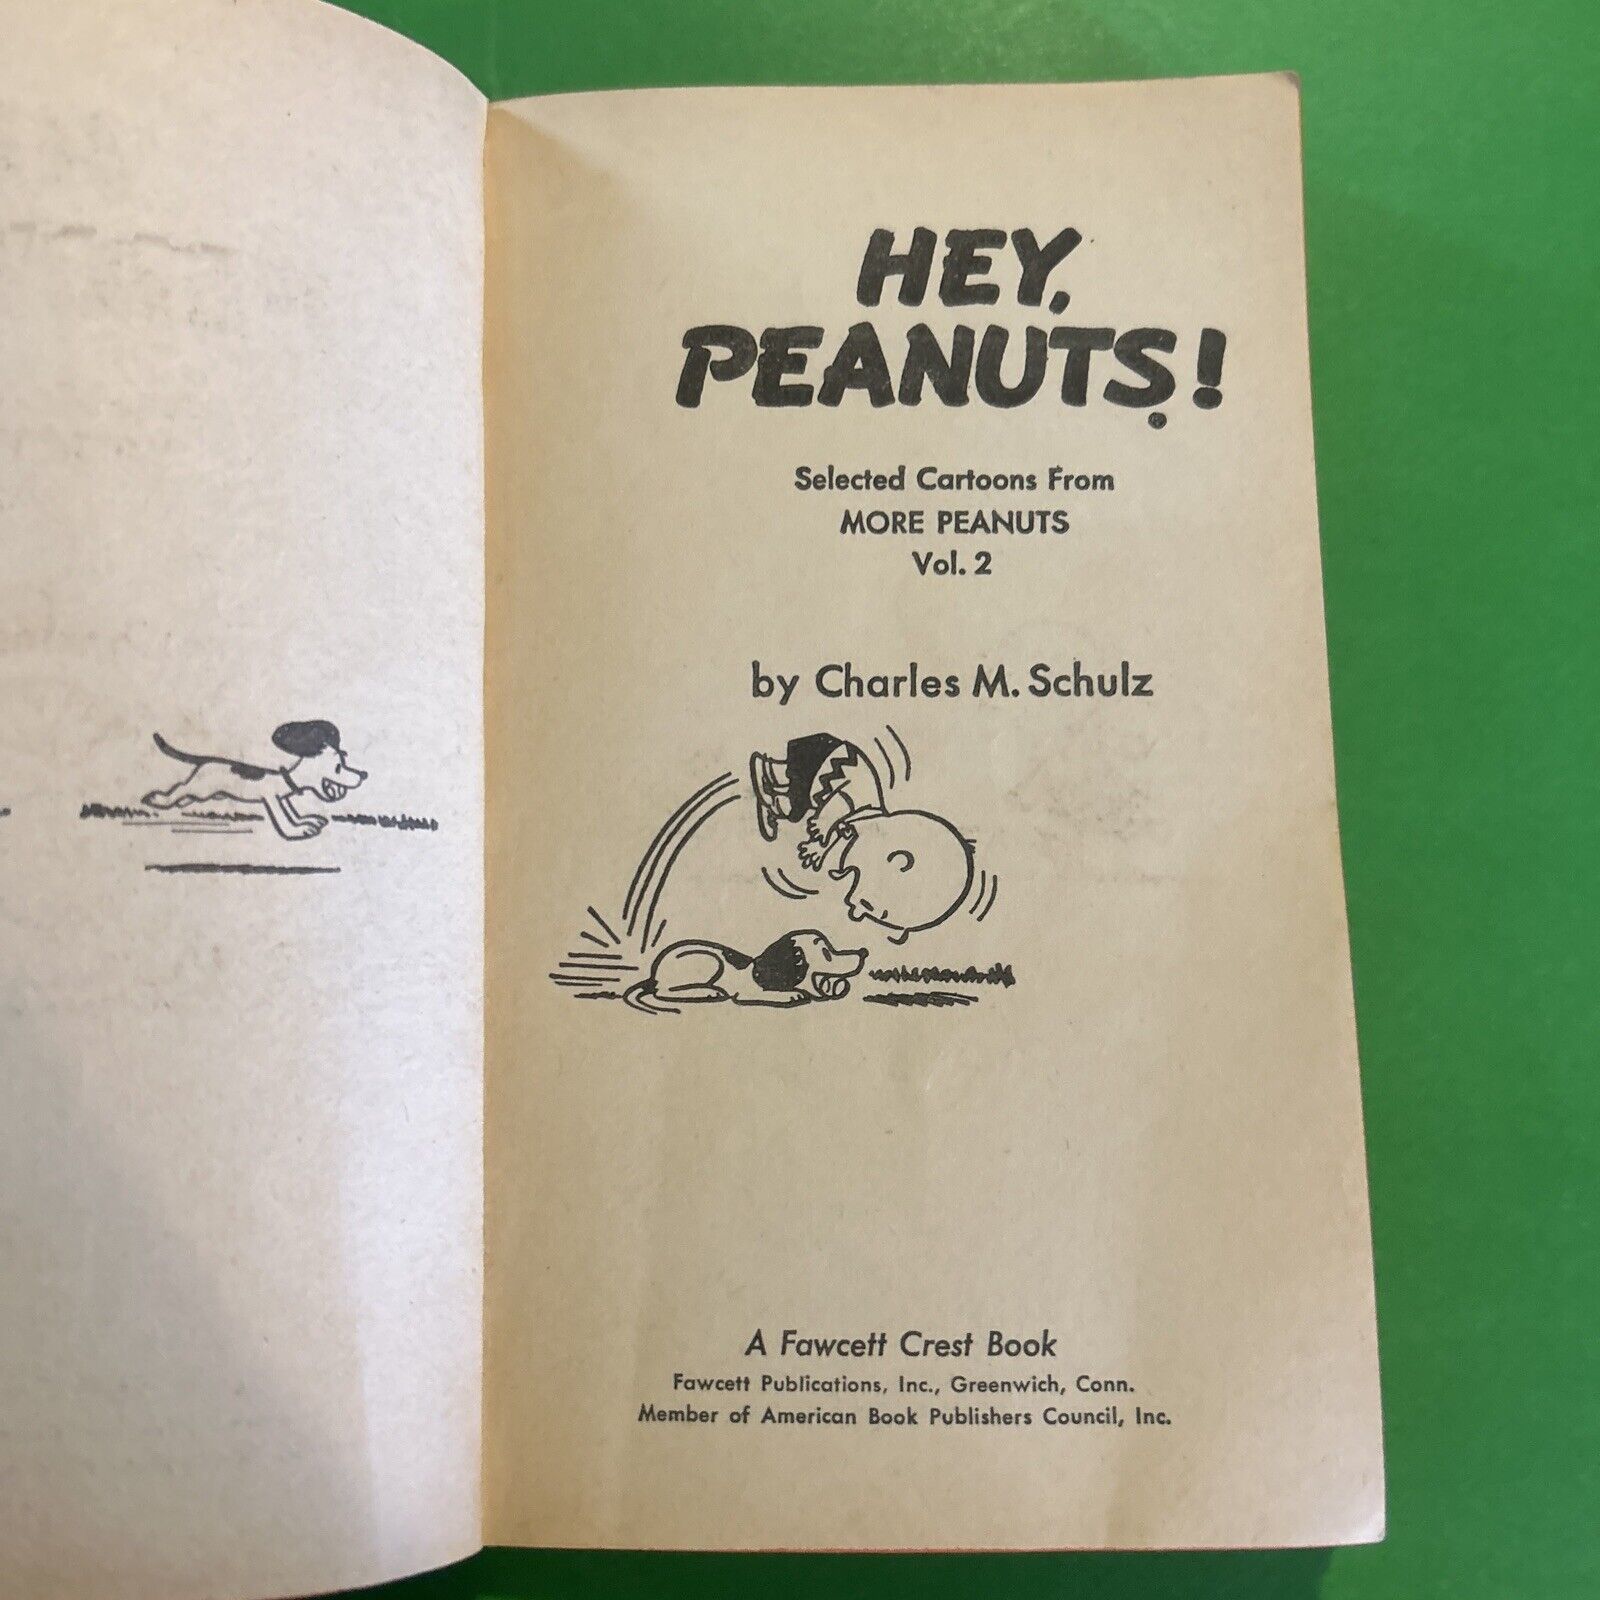 HEY,
PEANUTS!
Selected Cartoons From
MORE PEANUTS
Vol. 2
by Charles M. Schulz
A Fawcett Crest Book
Fawcett Publications, Inc., Greenwich, Conn.
Member of American Book Publishers Council, Inc.